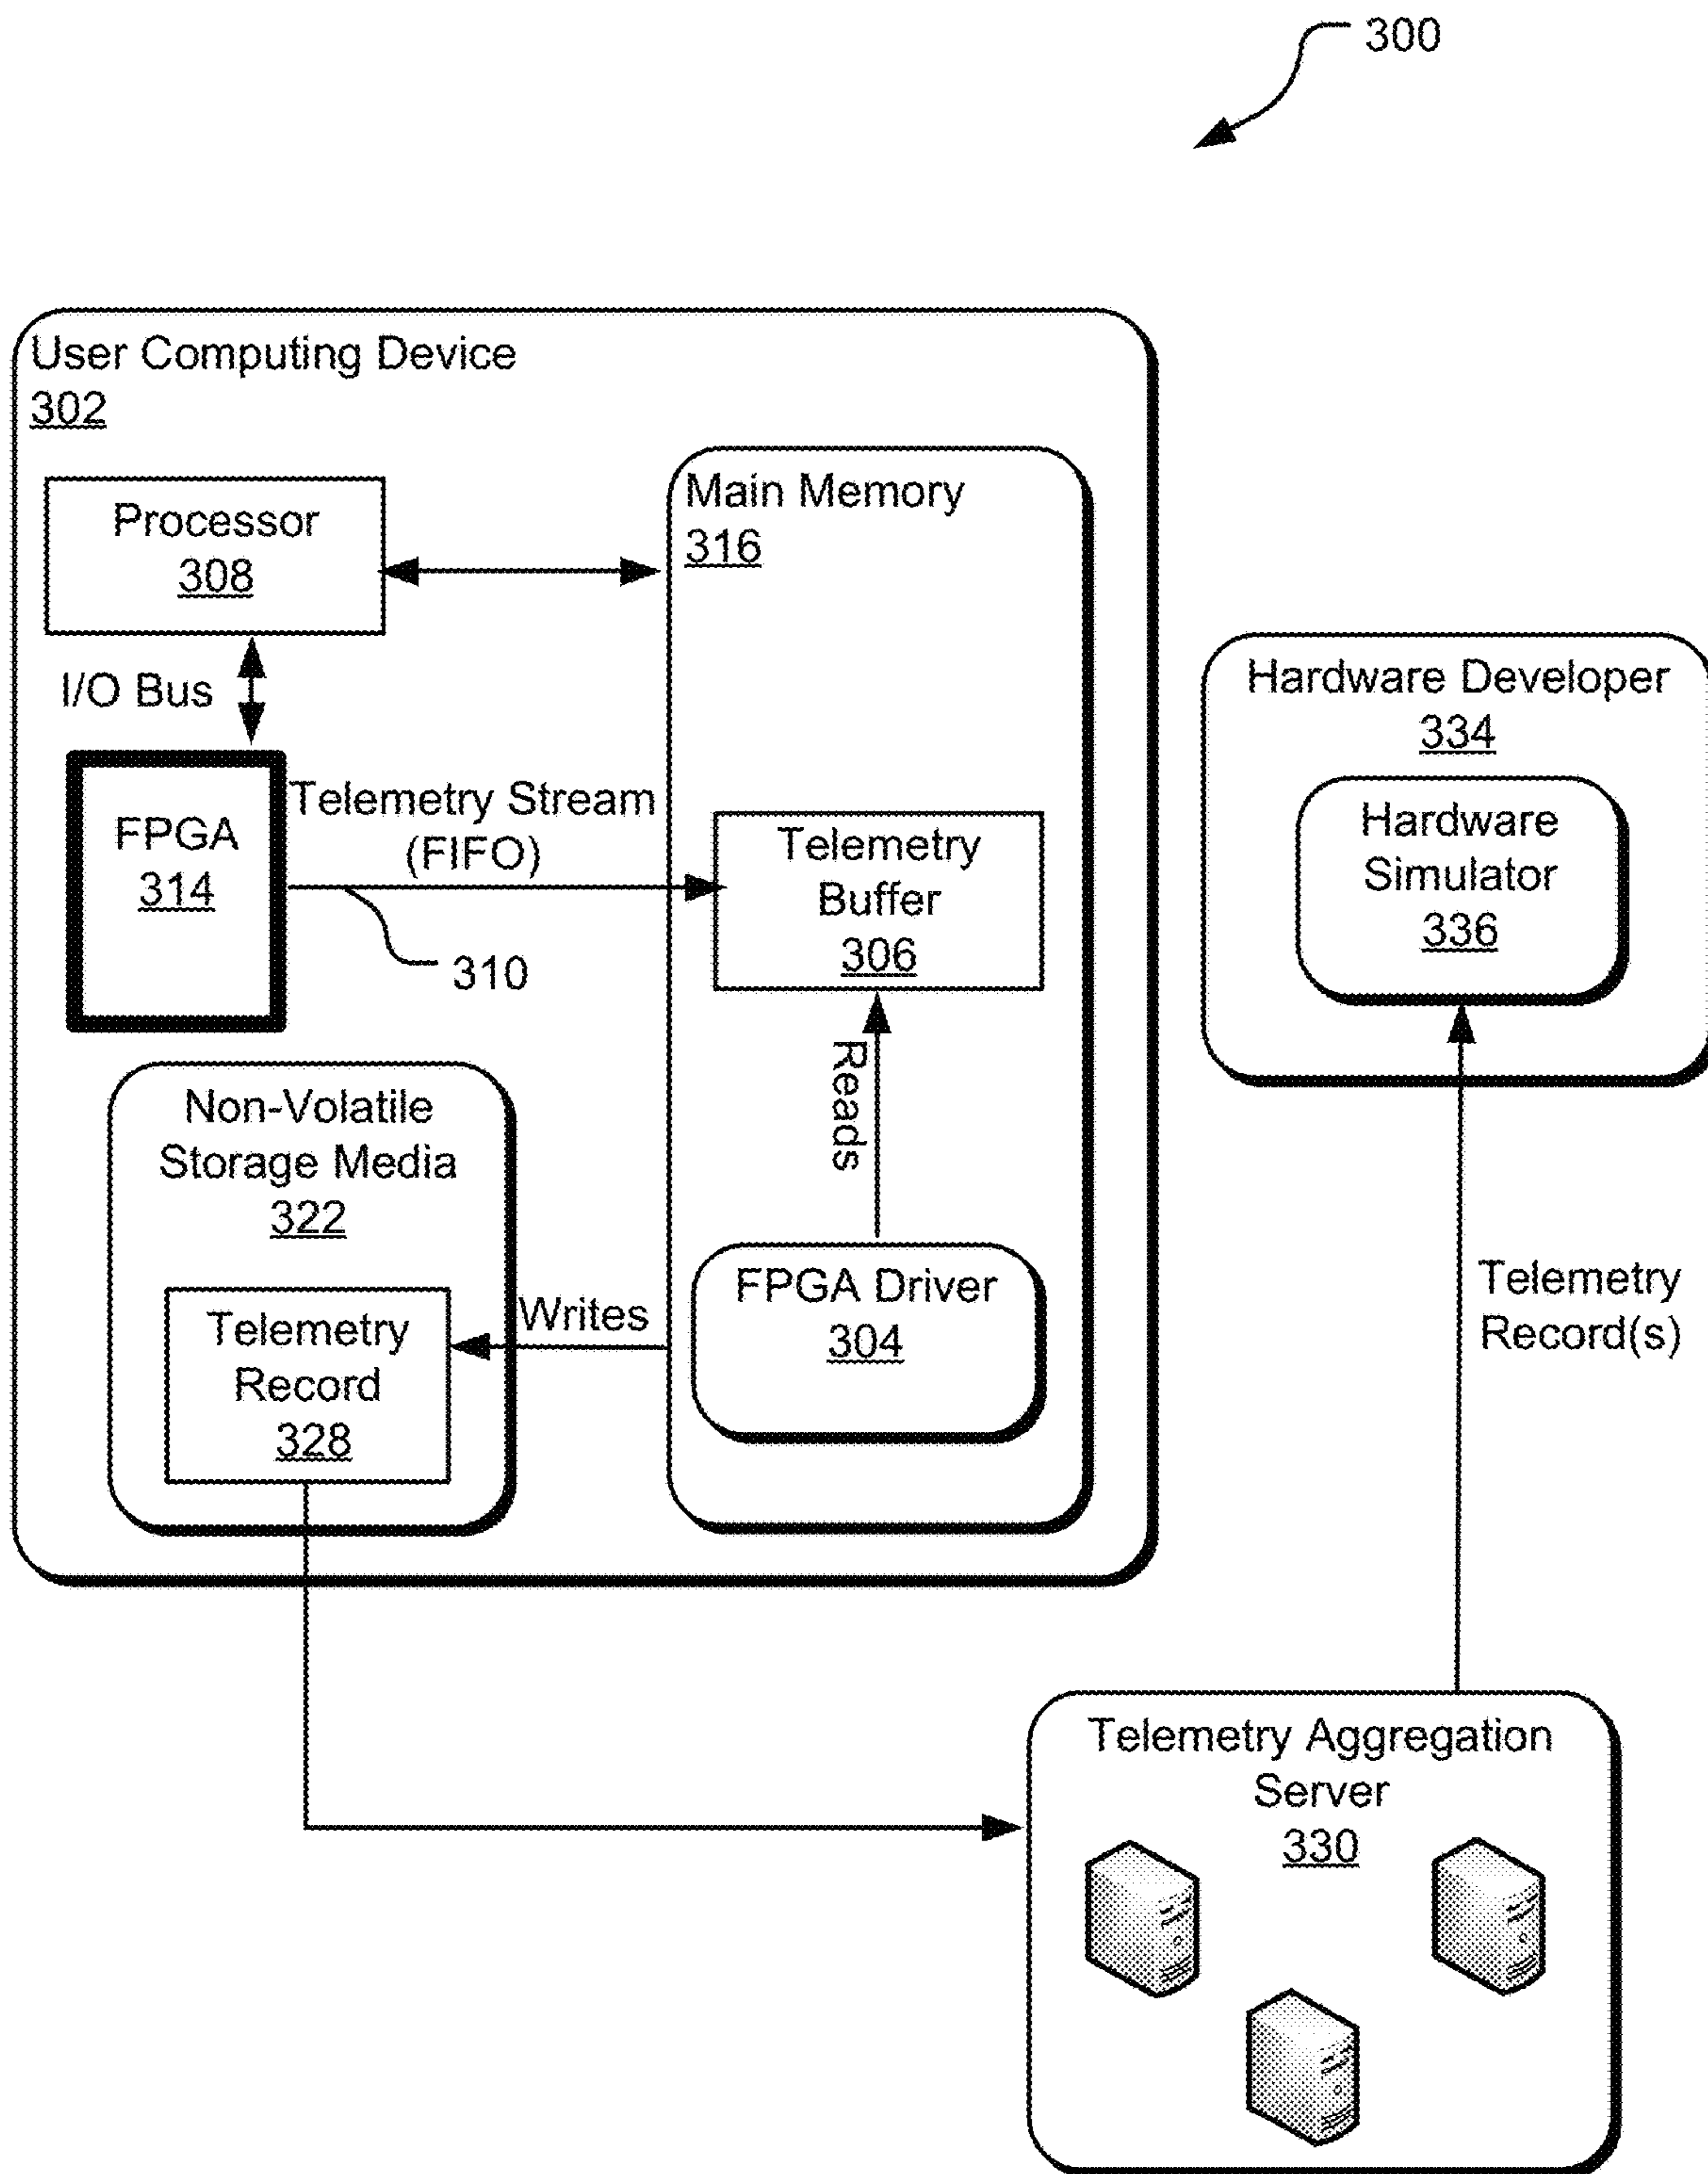 300
User Computing Device
302
Processor
308
I/O Bus
FPGA
314
Telemetry Stream
(FIFO)
310
Main Memory
316
Telemetry
Buffer
306
Reads
FPGA Driver
304
Writes
Non-Volatile
Storage Media
322
Telemetry
Record
328
Hardware Developer
334
Hardware
Simulator
336
Telemetry
Record(s)
Telemetry Aggregation
Server
330